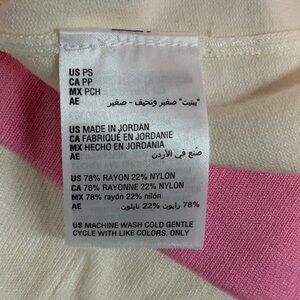 US PS
CA PP
MX PCH
AE "بيتيت" صغير ونحيف - صغير
US MADE IN JORDAN
CA FABRIQUÉ EN JORDANIE
MX HECHO EN JORDANIA
AE صنع في الأردن
US 78% RAYON 22% NYLON
CA 78% RAYONNE 22% NYLON
MX 78% rayón 22% nilón
AE 78% رايون 22% نايلون
US MACHINE WASH COLD GENTLE
CYCLE WITH LIKE COLORS. ONLY